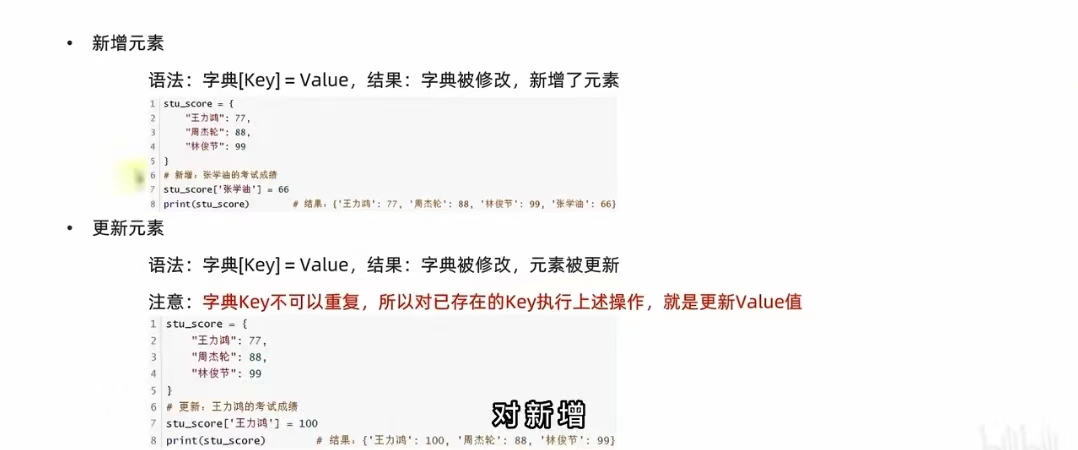 • 新增元素
语法：字典[Key] = Value，结果：字典被修改，新增了元素
1 stu_score = {
2     "王力鸿": 77,
3     "周杰轮": 88,
4     "林俊节": 99
5 }
6 # 新增：张学油的考试成绩
7 stu_score['张学油'] = 66
8 print(stu_score)        # 结果：{'王力鸿': 77, '周杰轮': 88, '林俊节': 99, '张学油': 66}
• 更新元素
语法：字典[Key] = Value，结果：字典被修改，元素被更新
注意：字典Key不可以重复，所以对已存在的Key执行上述操作，就是更新Value值
1 stu_score = {
2     "王力鸿": 77,
3     "周杰轮": 88,
4     "林俊节": 99
5 }
6 # 更新：王力鸿的考试成绩
7 stu_score['王力鸿'] = 100
8 print(stu_score)        # 结果：{'王力鸿': 100, '周杰轮': 88, '林俊节': 99}
对新增